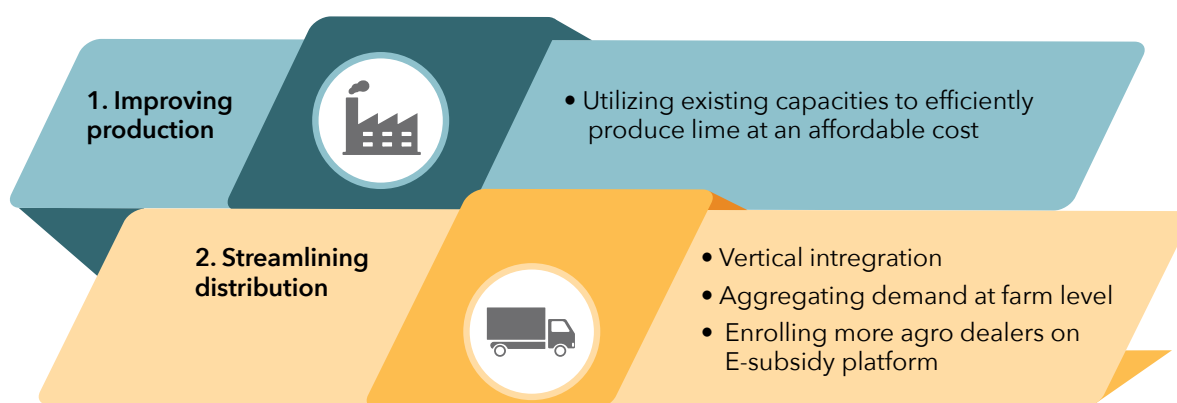 1. Improving
production
• Utilizing existing capacities to efficiently
produce lime at an affordable cost
2. Streamlining
distribution
• Vertical intregration
• Aggregating demand at farm level
• Enrolling more agro dealers on
E-subsidy platform